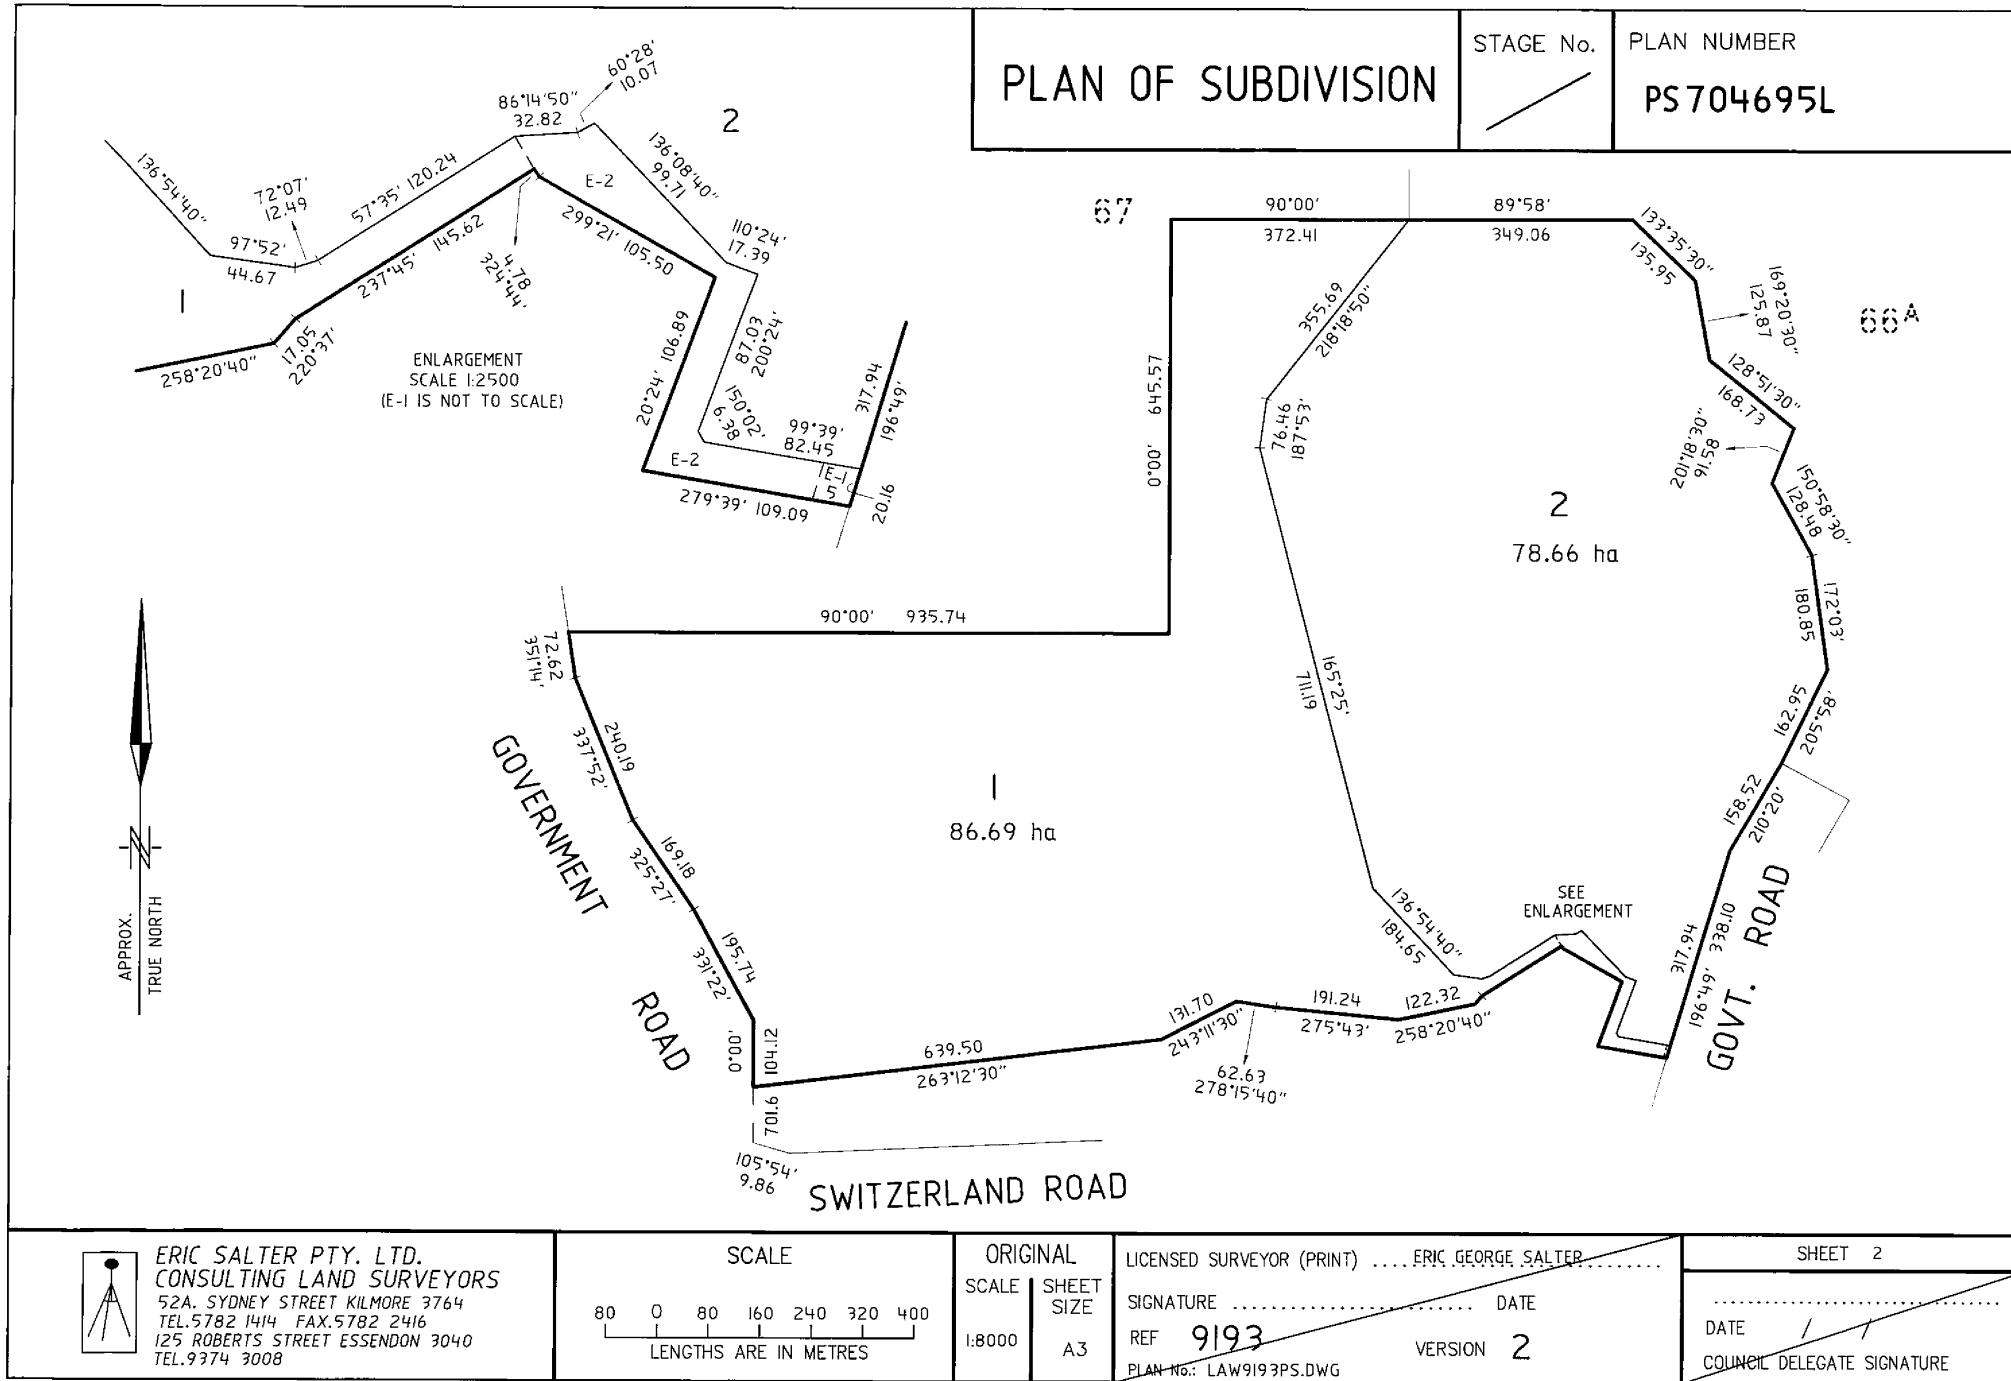 PLAN OF SUBDIVISION
STAGE No.
PLAN NUMBER
PS704695L
60°28'
10.07
86°14'50"
32.82
2
136°54'40"
72°07'
12.49
57°35' 120.24
E-2
136°08'40"
99.71
97°52'
44.67
237°45' 145.62
4.78
324°44'
299°21' 105.50
110°24'
17.39
1
258°20'40"
17.05
220°37'
ENLARGEMENT
SCALE 1:2500
(E-1 IS NOT TO SCALE)
20°24' 106.89
87.03
200°24'
150°02'
6.38
99°39'
82.45
317.94
196°49'
E-2
E-1
5
279°39' 109.09
20.16
67
90°00'
372.41
89°58'
349.06
133°35'30"
135.95
169°20'30"
125.87
66A
355.69
218°18'50"
128°51'30"
168.73
0°00' 645.57
76.46
187°53'
201°18'30"
91.58
150°58'30"
128.48
2
78.66 ha
172°03'
180.85
90°00' 935.74
72.62
351°14'
165°25'
711.19
162.95
205°58'
240.19
337°52'
GOVERNMENT
ROAD
1
86.69 ha
158.52
210°20'
169.18
325°27'
SEE
ENLARGEMENT
136°54'40"
184.65
317.94
196°49' 338.10
GOVT. ROAD
195.74
331°22'
0°00'
104.12
639.50
263°12'30"
131.70
243°11'30"
191.24
275°43'
122.32
258°20'40"
62.63
278°15'40"
701.6
105°54'
9.86
SWITZERLAND ROAD
APPROX.
TRUE NORTH
N
ERIC SALTER PTY. LTD.
CONSULTING LAND SURVEYORS
52A. SYDNEY STREET KILMORE 3764
TEL.5782 1414 FAX.5782 2416
125 ROBERTS STREET ESSENDON 3040
TEL.9374 3008
SCALE
80 0 80 160 240 320 400
LENGTHS ARE IN METRES
ORIGINAL
SCALE
1:8000
SHEET
SIZE
A3
LICENSED SURVEYOR (PRINT) .... ERIC GEORGE SALTER..........
SIGNATURE .............................. DATE
REF 9193
VERSION 2
PLAN No.: LAW9193PS.DWG
SHEET 2
DATE / /
COUNCIL DELEGATE SIGNATURE